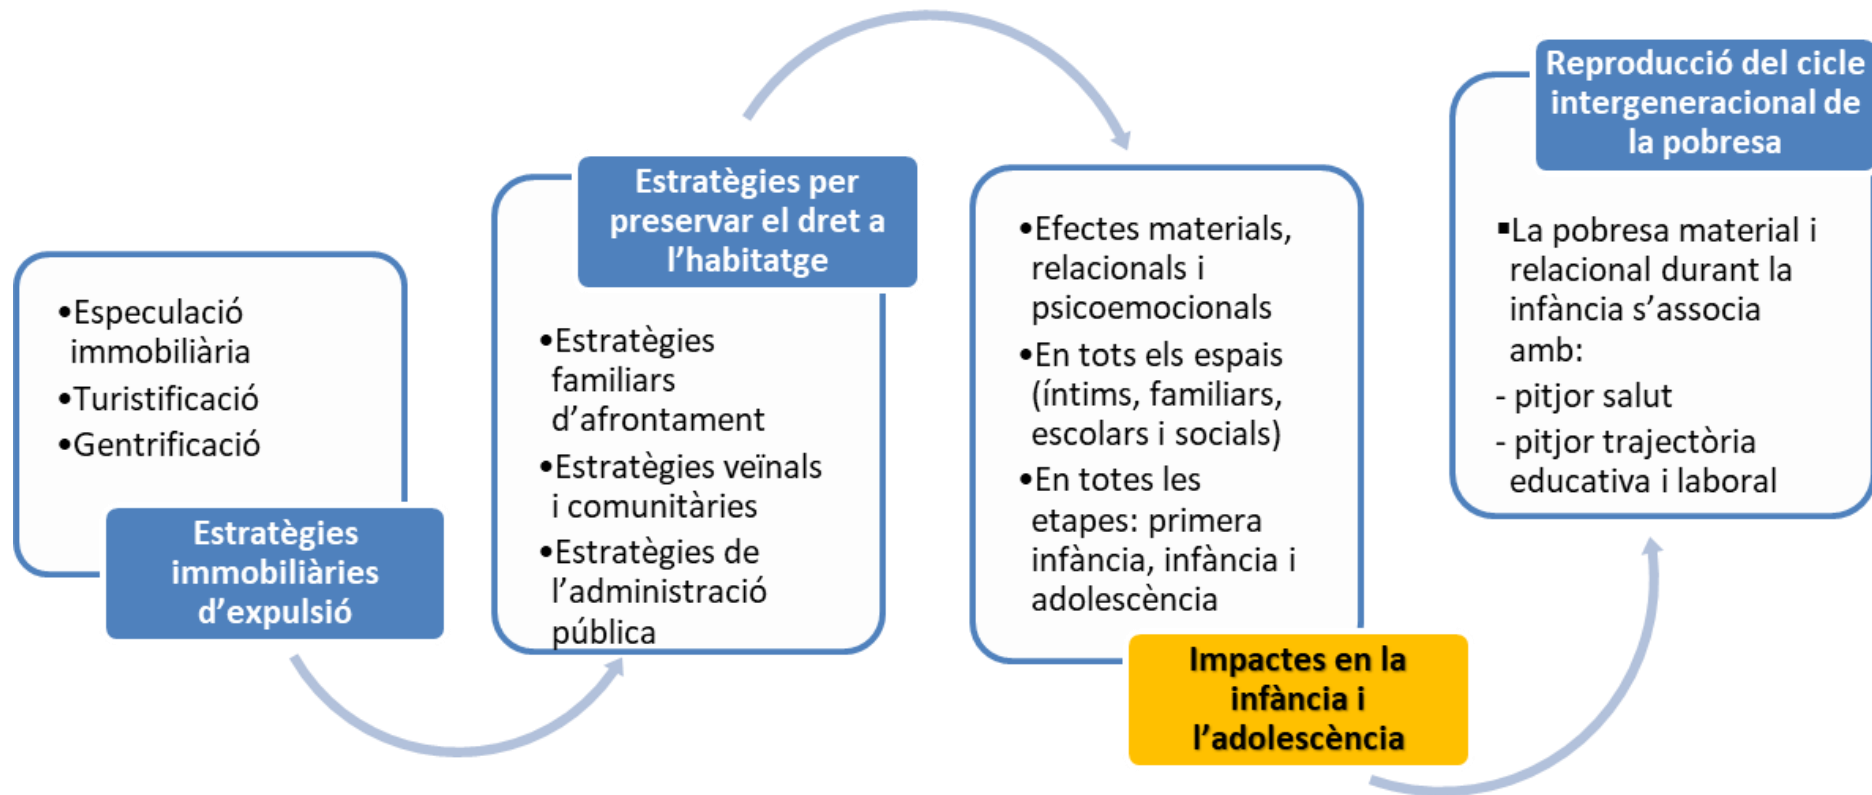 •Especulació
immobiliària
•Turistificació
•Gentrificació
Estratègies
immobiliàries
d’expulsió
Estratègies per
preservar el dret a
l’habitatge
•Estratègies
familiars
d’afrontament
•Estratègies veïnals
i comunitàries
•Estratègies de
l’administració
pública
•Efectes materials,
relacionals i
psicoemocionals
•En tots els espais
(íntims, familiars,
escolars i socials)
•En totes les
etapes: primera
infància, infància i
adolescència
Impactes en la
infància i
l’adolescència
Reproducció del cicle
intergeneracional de
la pobresa
▪La pobresa material i
relacional durant la
infància s’associa
amb:
- pitjor salut
- pitjor trajectòria
educativa i laboral